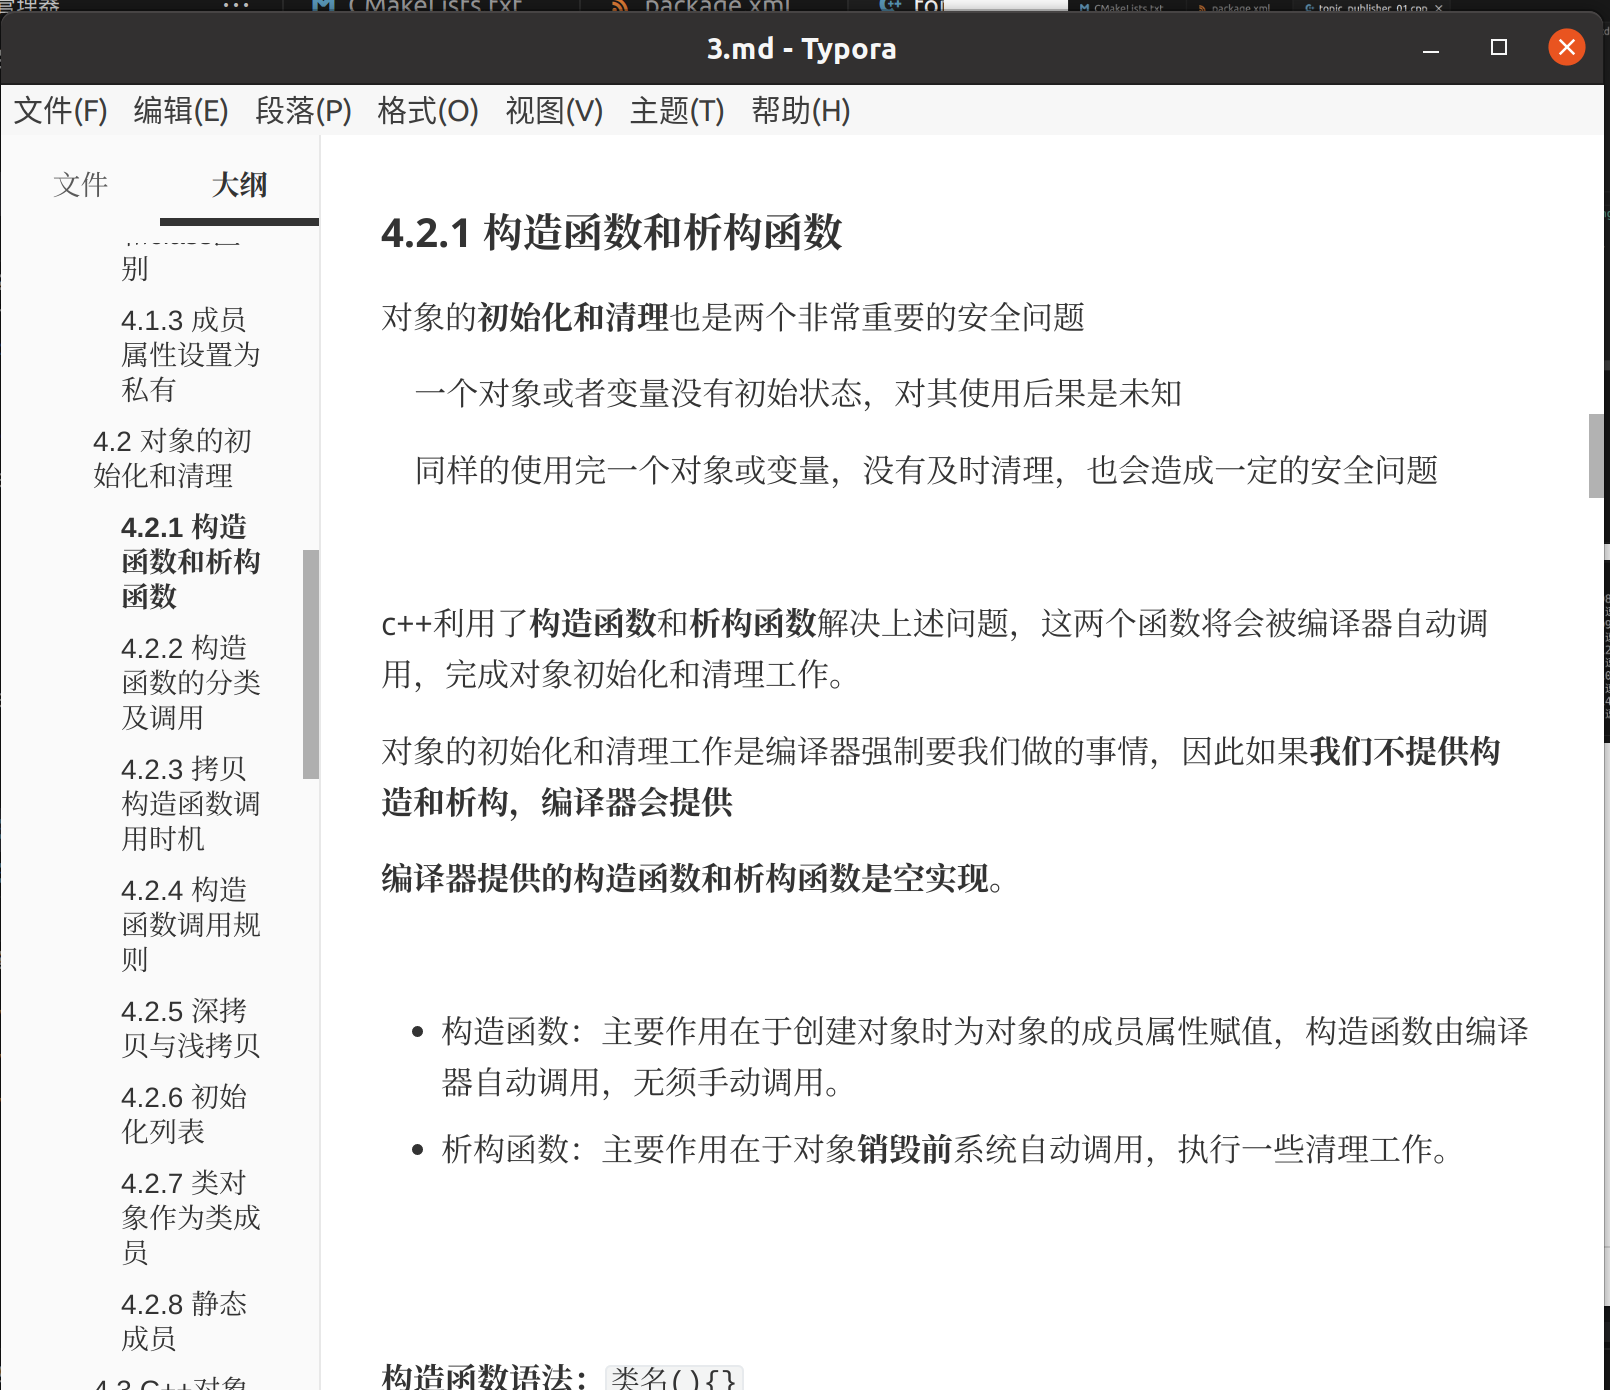 管理器
CMakeLists.txt
package.xml
CMakeLists.txt
package.xml
topic_publisher_01.cpp
3.md - Typora
文件(F) 编辑(E) 段落(P) 格式(O) 视图(V) 主题(T) 帮助(H)
文件 大纲
别
4.1.3 成员
属性设置为
私有
4.2 对象的初
始化和清理
4.2.1 构造
函数和析构
函数
4.2.2 构造
函数的分类
及调用
4.2.3 拷贝
构造函数调
用时机
4.2.4 构造
函数调用规
则
4.2.5 深拷
贝与浅拷贝
4.2.6 初始
化列表
4.2.7 类对
象作为类成
员
4.2.8 静态
成员
4.3 C++对象
4.2.1 构造函数和析构函数
对象的初始化和清理也是两个非常重要的安全问题
一个对象或者变量没有初始状态，对其使用后果是未知
同样的使用完一个对象或变量，没有及时清理，也会造成一定的安全问题
c++利用了构造函数和析构函数解决上述问题，这两个函数将会被编译器自动调
用，完成对象初始化和清理工作。
对象的初始化和清理工作是编译器强制要我们做的事情，因此如果我们不提供构
造和析构，编译器会提供
编译器提供的构造函数和析构函数是空实现。
• 构造函数：主要作用在于创建对象时为对象的成员属性赋值，构造函数由编译
器自动调用，无须手动调用。
• 析构函数：主要作用在于对象销毁前系统自动调用，执行一些清理工作。
构造函数语法：类名(){}